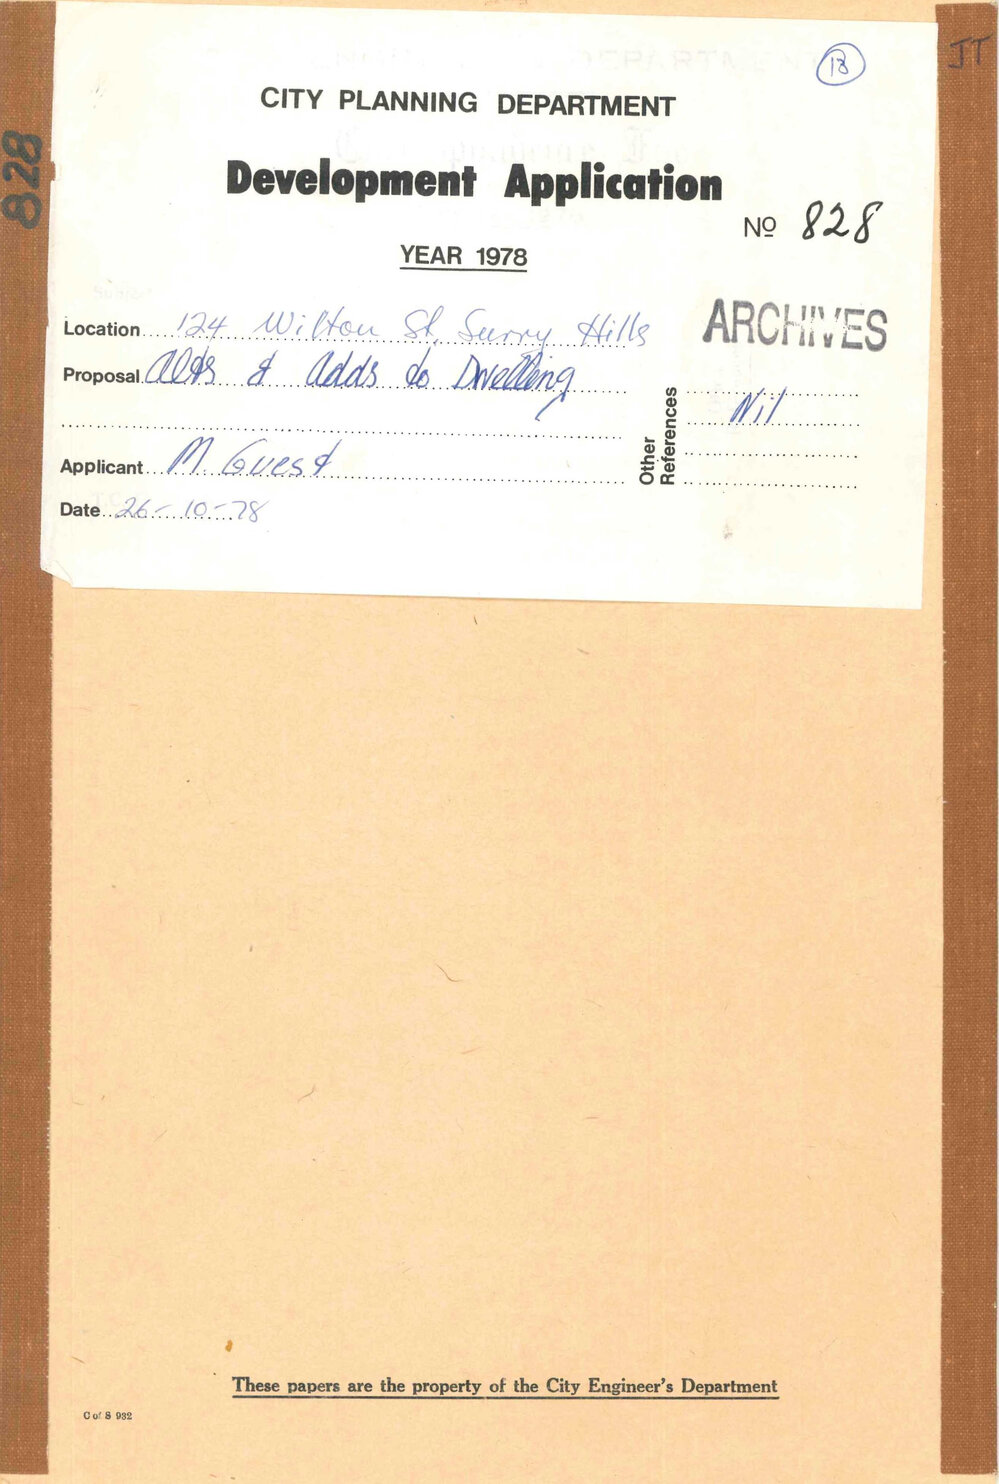 JT
13
828
CITY PLANNING DEPARTMENT
Development Application
Nº 828
YEAR 1978
ARCHIVES
Location 124 Wilton St, Surry Hills
Proposal Alts & Adds to Dwelling
Other References Nil
Applicant M. Guest
Date 26-10-78
These papers are the property of the City Engineer's Department
C of S 932